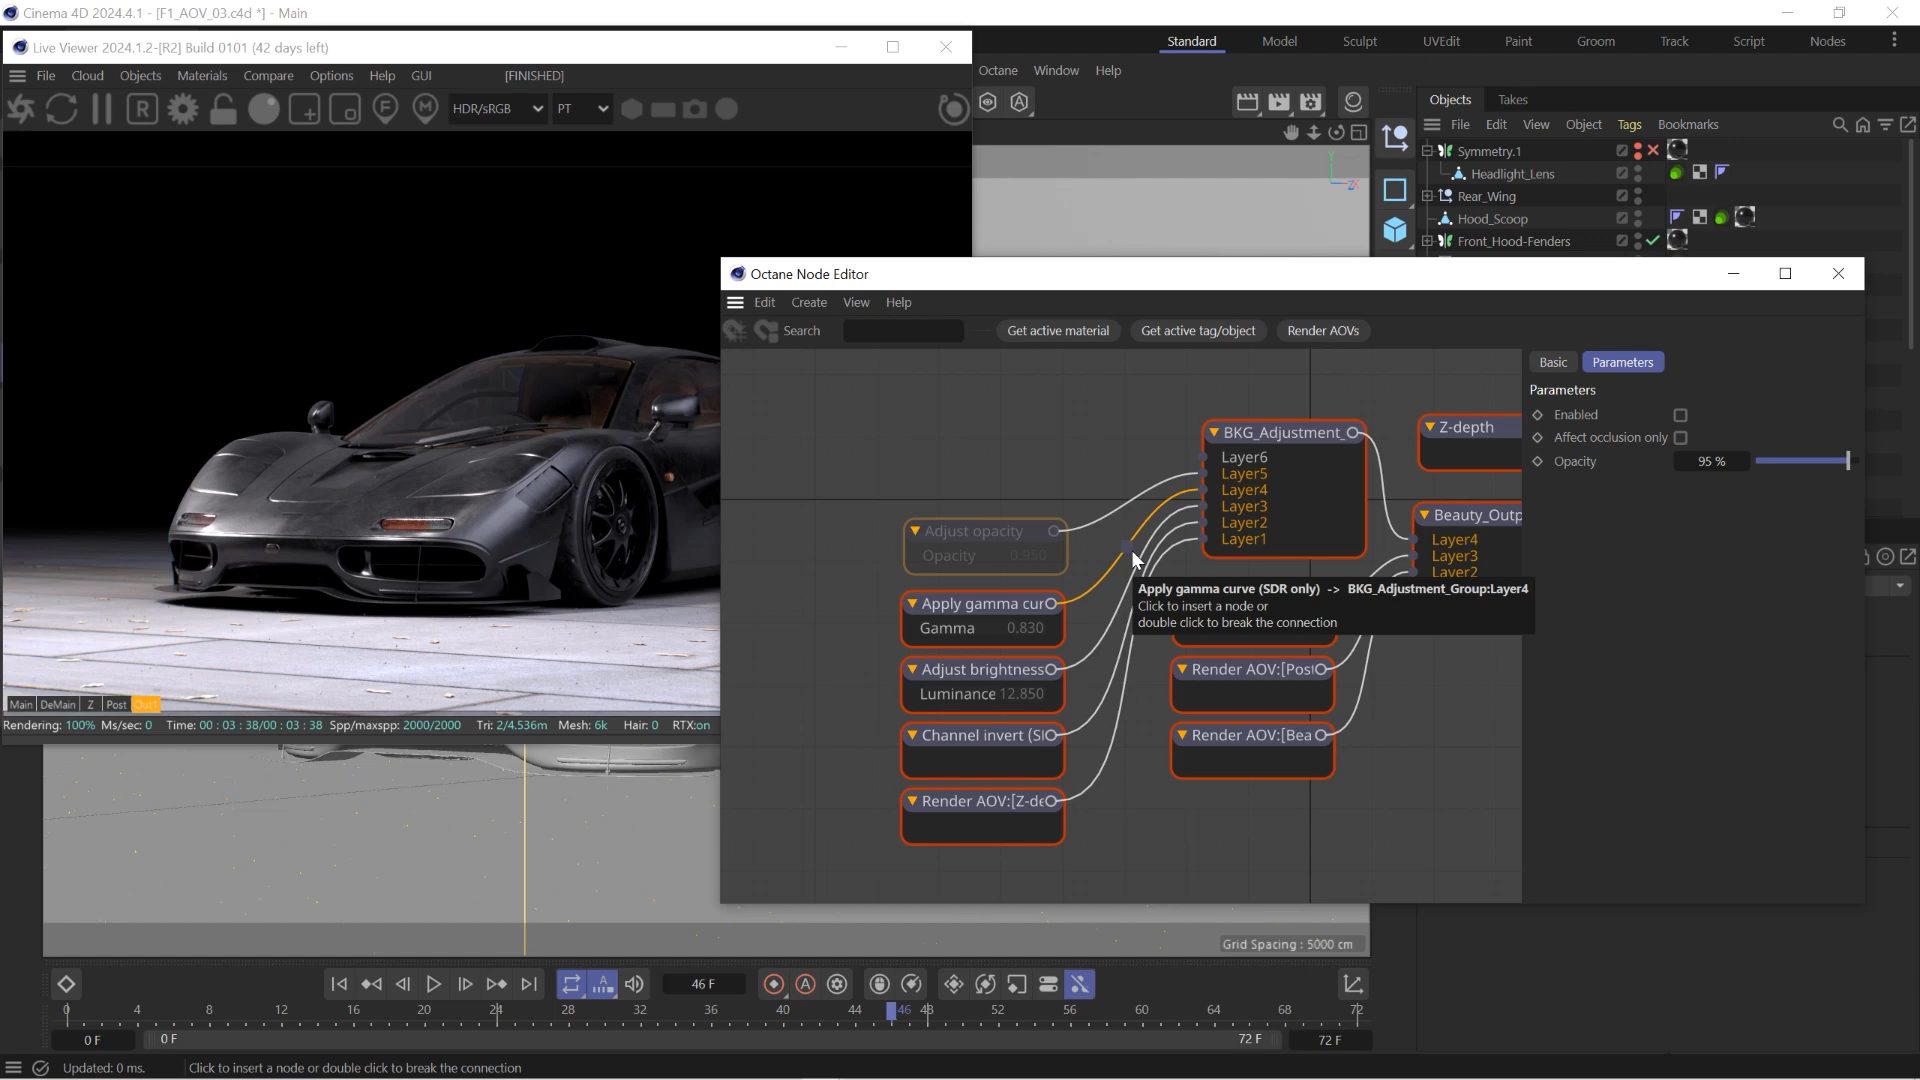 Cinema 4D 2024.4.1 - [F1_AOV_03.c4d *] - Main
Live Viewer 2024.1.2-[R2] Build 0101 (42 days left)
Standard Model Sculpt UVEdit Paint Groom Track Script Nodes
File Cloud Objects Materials Compare Options Help GUI [FINISHED]
Octane Window Help
HDR/sRGB PT
Objects Takes
File Edit View Object Tags Bookmarks
Symmetry.1
Headlight_Lens
Rear_Wing
Hood_Scoop
Front_Hood-Fenders
Octane Node Editor
Edit Create View Help
Search Get active material Get active tag/object Render AOVs
Basic Parameters
Parameters
Enabled
Affect occlusion only
Opacity 95 %
BKG_Adjustment_
Layer6
Layer5
Layer4
Layer3
Layer2
Layer1
Z-depth
Beauty_Outp
Layer4
Layer3
Layer2
Adjust opacity
Opacity 0.950
Apply gamma cur
Gamma 0.830
Adjust brightness
Luminance 12.850
Channel invert (S
Render AOV:[Z-de
Render AOV:[Pos
Render AOV:[Bea
Apply gamma curve (SDR only) -> BKG_Adjustment_Group:Layer4
Click to insert a node or
double click to break the connection
Main DeMain Z Post Out1
Rendering: 100% Ms/sec: 0 Time: 00 : 03 : 38/00 : 03 : 38 Spp/maxspp: 2000/2000 Tri: 2/4.536m Mesh: 6k Hair: 0 RTX:on
Grid Spacing : 5000 cm
46 F
0 4 8 12 16 20 24 28 32 36 40 44 46 48 52 56 60 64 68 72
0 F 0 F 72 F 72 F
Updated: 0 ms. Click to insert a node or double click to break the connection